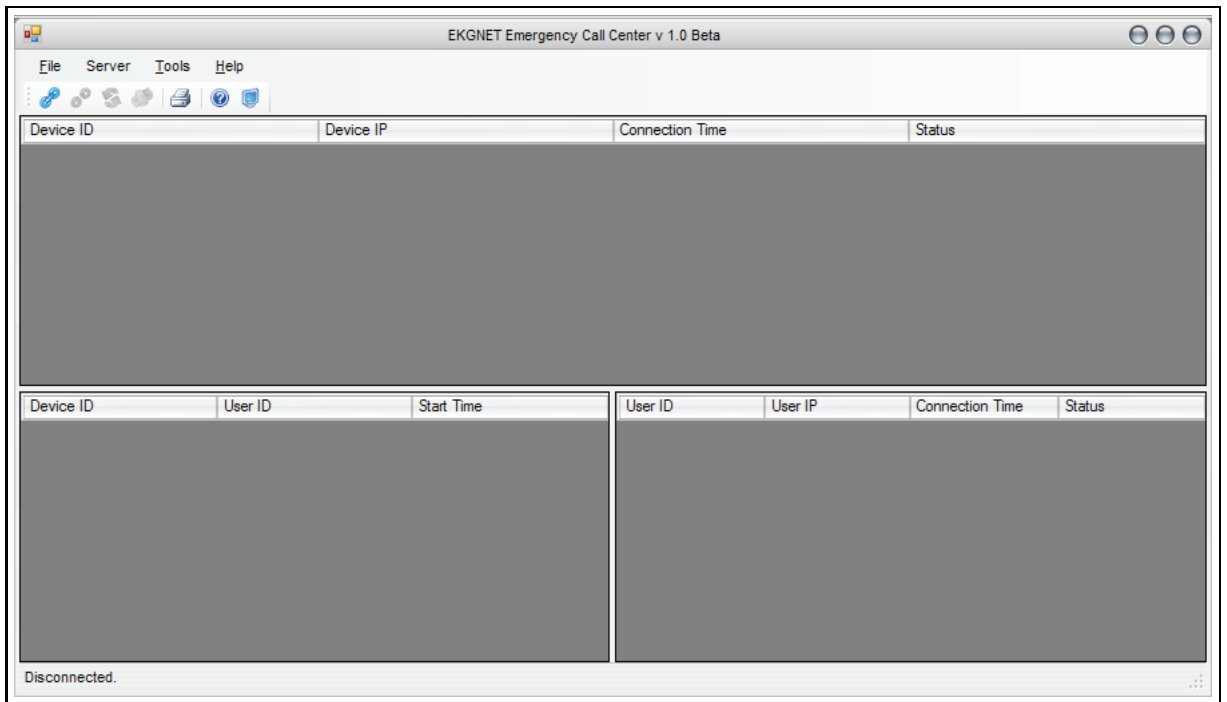 EKGNET Emergency Call Center v 1.0 Beta
File Server Tools Help
Device ID Device IP Connection Time Status
Device ID User ID Start Time User ID User IP Connection Time Status
Disconnected.